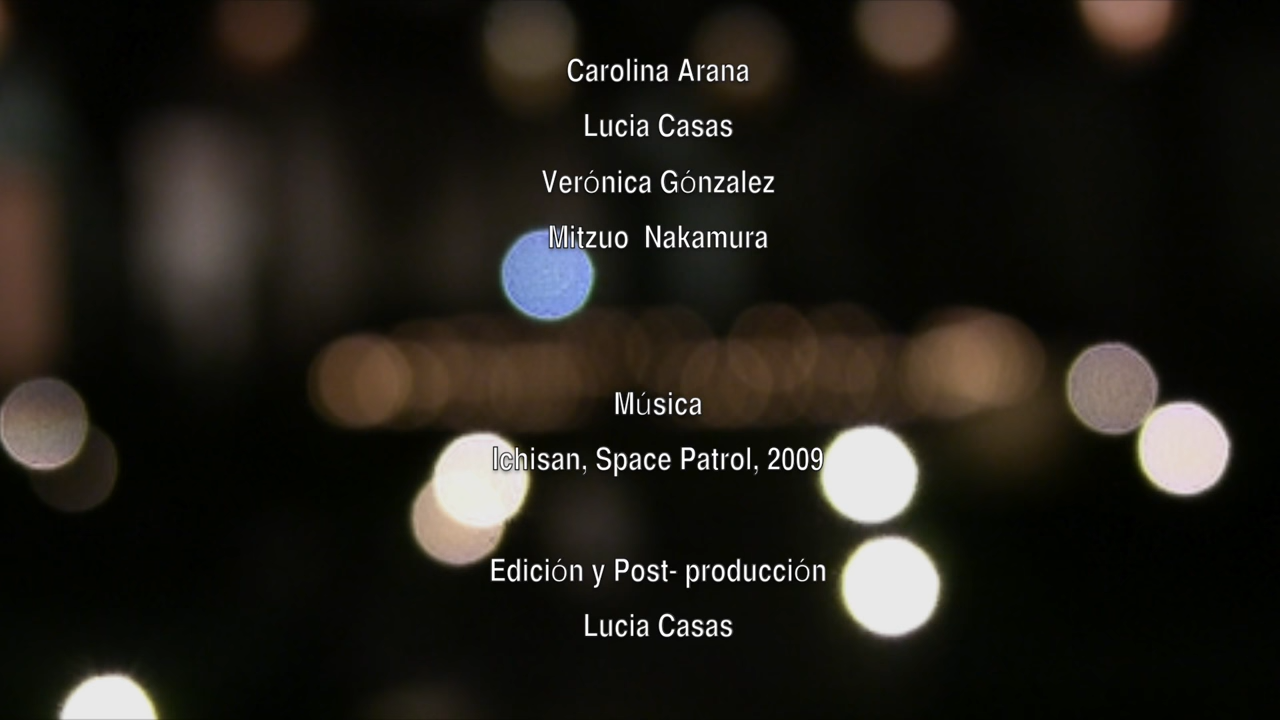 Carolina Arana
Lucia Casas
Verónica Gónzalez
Mitzuo Nakamura
Música
Ichisan, Space Patrol, 2009
Edición y Post- producción
Lucia Casas